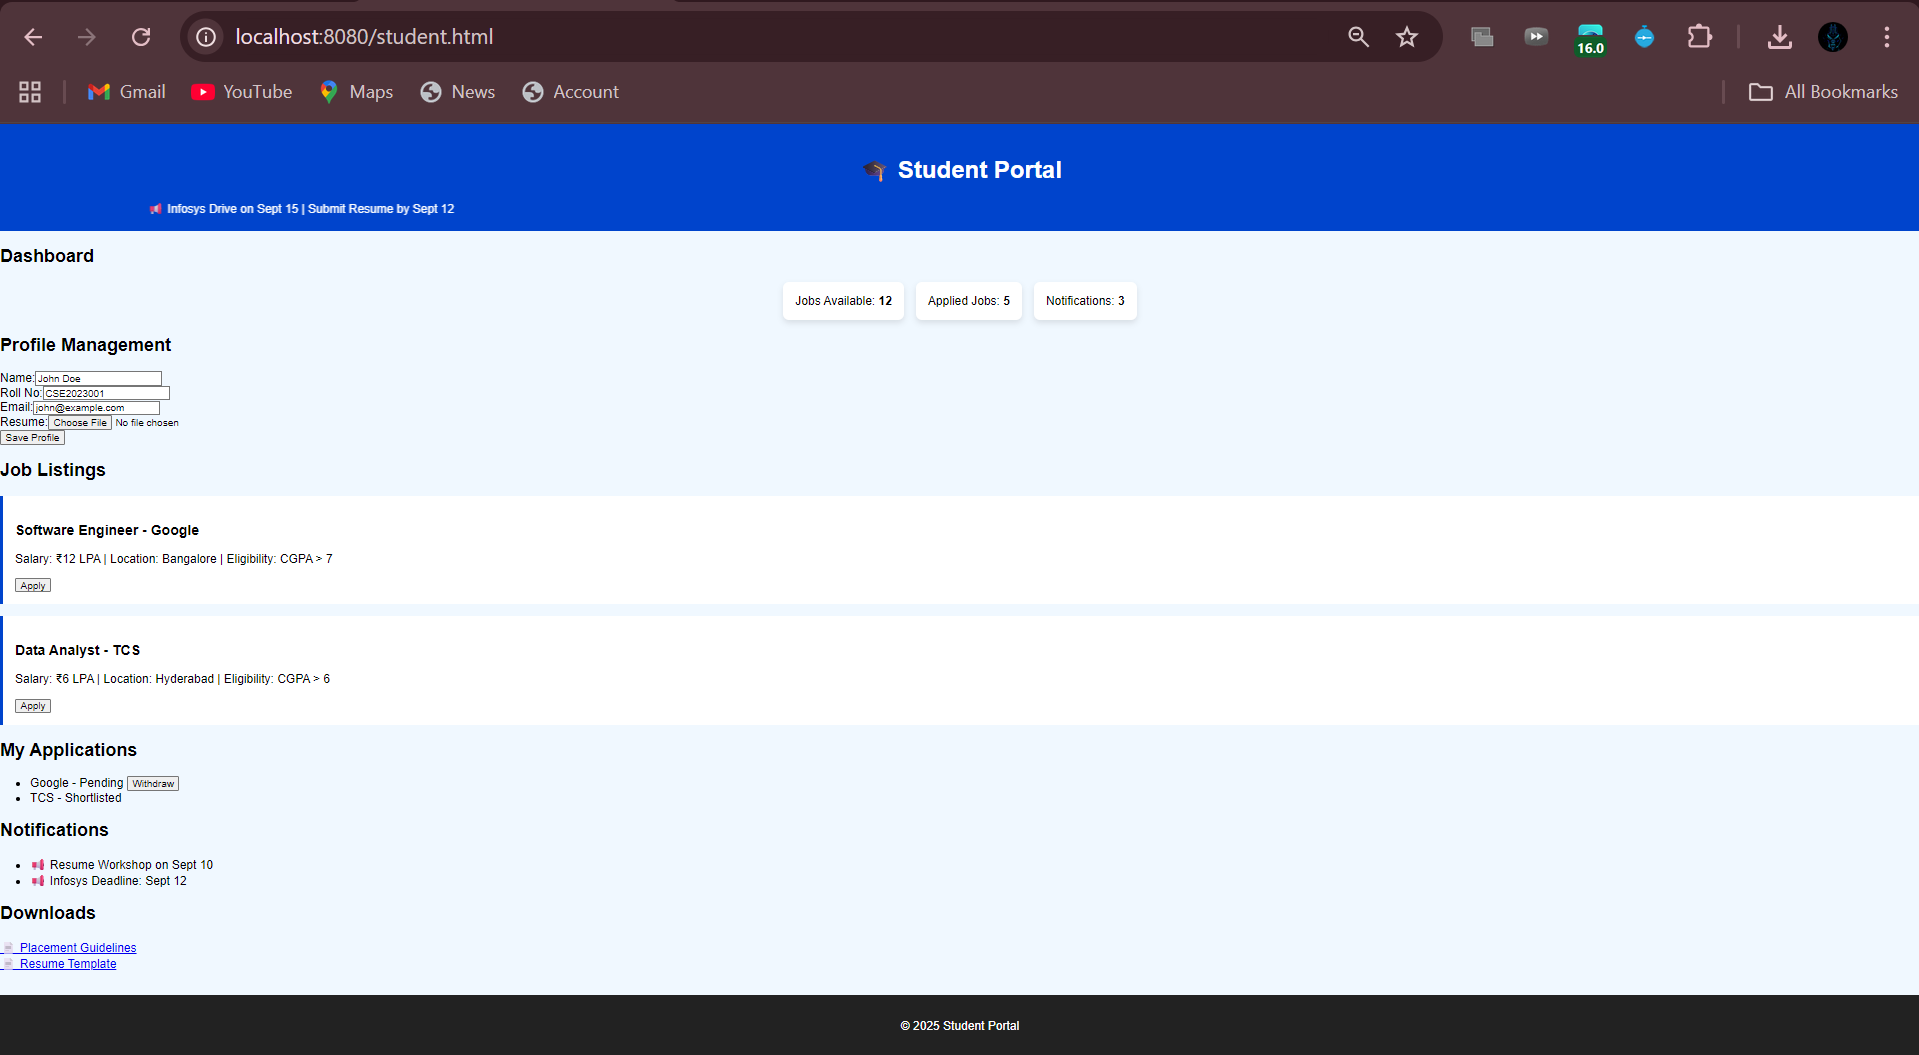 localhost:8080/student.html
16.0
Gmail
YouTube
Maps
News
Account
All Bookmarks
🎓 Student Portal
📢 Infosys Drive on Sept 15 | Submit Resume by Sept 12
Dashboard
Jobs Available: 12
Applied Jobs: 5
Notifications: 3
Profile Management
Name: John Doe
Roll No: CSE2023001
Email: john@example.com
Resume: Choose File No file chosen
Save Profile
Job Listings
Software Engineer - Google
Salary: ₹12 LPA | Location: Bangalore | Eligibility: CGPA > 7
Apply
Data Analyst - TCS
Salary: ₹6 LPA | Location: Hyderabad | Eligibility: CGPA > 6
Apply
My Applications
• Google - Pending Withdraw
• TCS - Shortlisted
Notifications
• 📢 Resume Workshop on Sept 10
• 📢 Infosys Deadline: Sept 12
Downloads
📄 Placement Guidelines
📄 Resume Template
© 2025 Student Portal